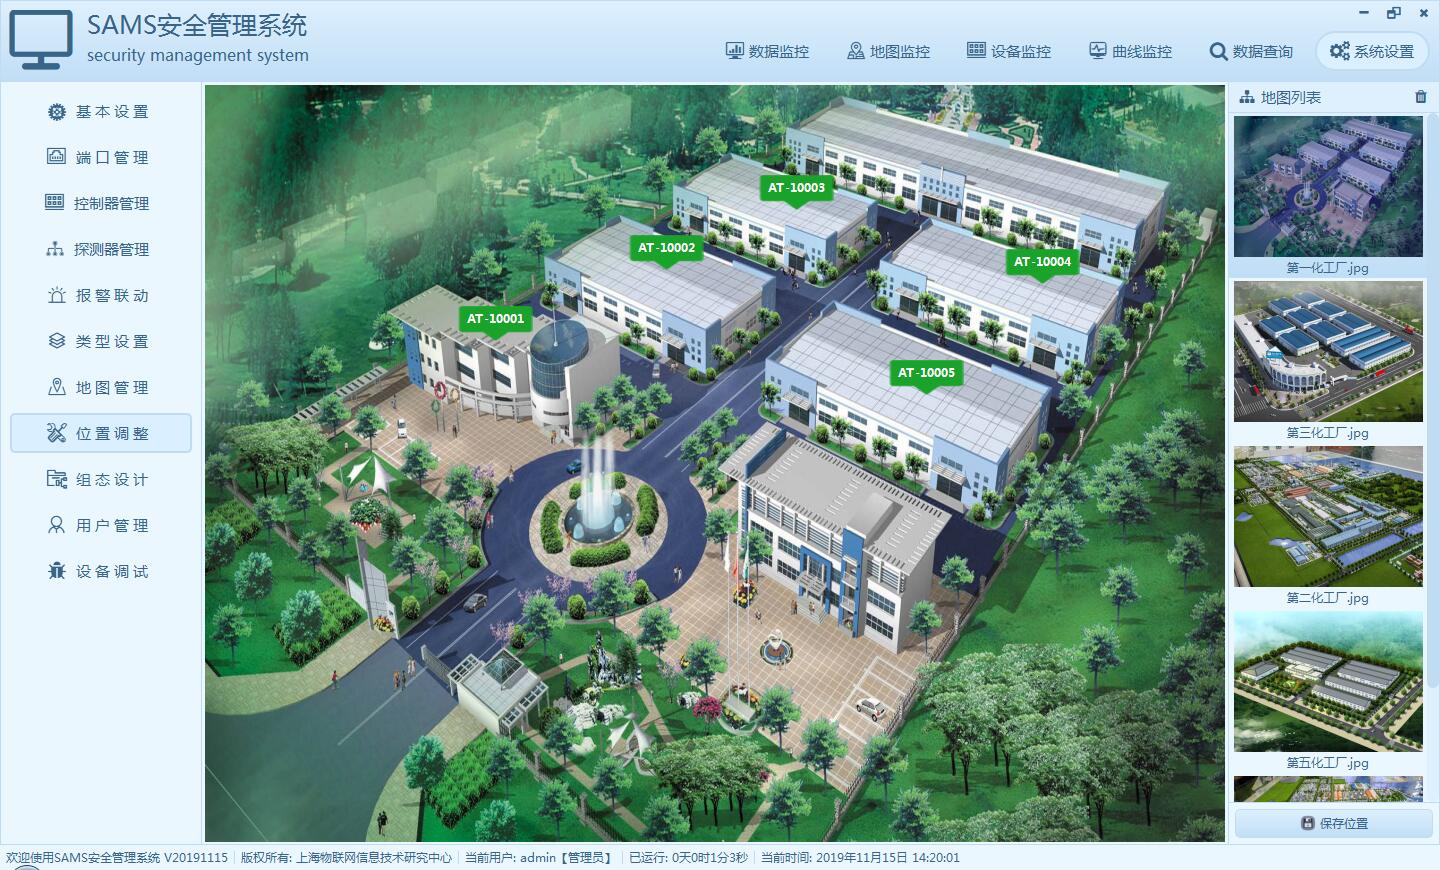 SAMS安全管理系统
security management system
数据监控
地图监控
设备监控
曲线监控
数据查询
系统设置
基本设置
端口管理
控制器管理
探测器管理
报警联动
类型设置
地图管理
位置调整
组态设计
用户管理
设备调试
AT-10003
AT-10002
AT-10004
AT-10001
AT-10005
地图列表
第一化工厂.jpg
第三化工厂.jpg
第二化工厂.jpg
第五化工厂.jpg
保存位置
欢迎使用SAMS安全管理系统 V20191115 版权所有: 上海物联网信息技术研究中心 当前用户: admin【管理员】 已运行: 0天0时1分3秒 当前时间: 2019年11月15日 14:20:01